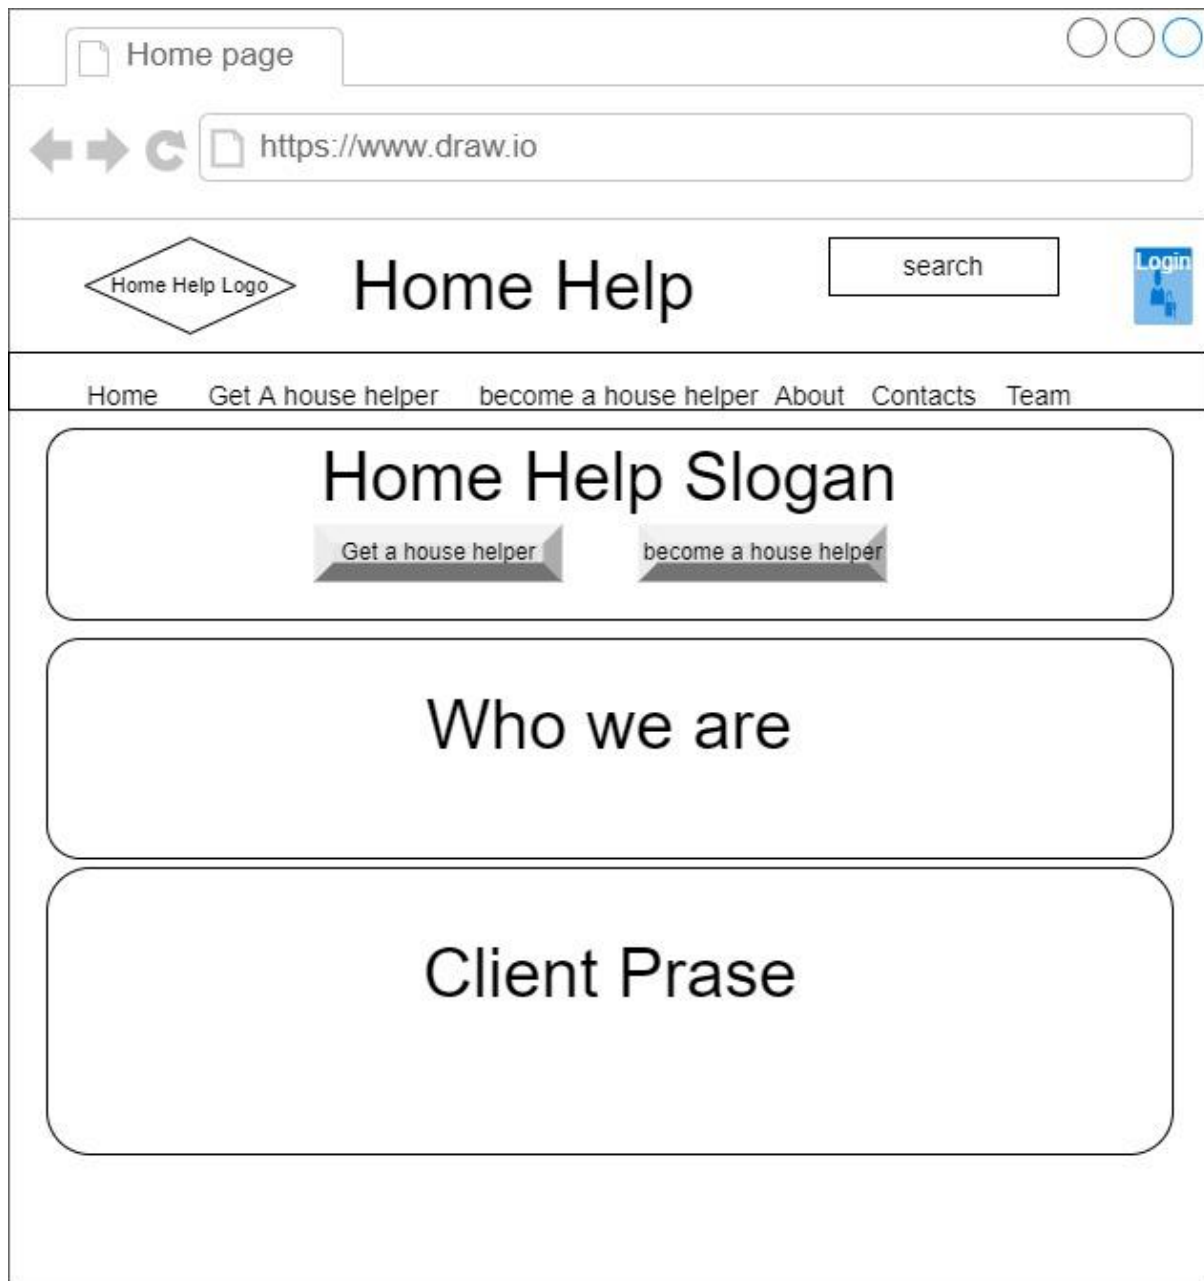 Home page
https://www.draw.io
Home Help Logo
Home Help
search
Login
Home Get A house helper become a house helper About Contacts Team
Home Help Slogan
Get a house helper become a house helper
Who we are
Client Prase